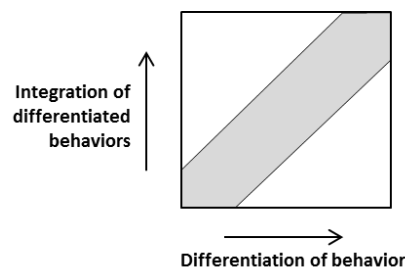 Integration of
differentiated
behaviors
Differentiation of behavior